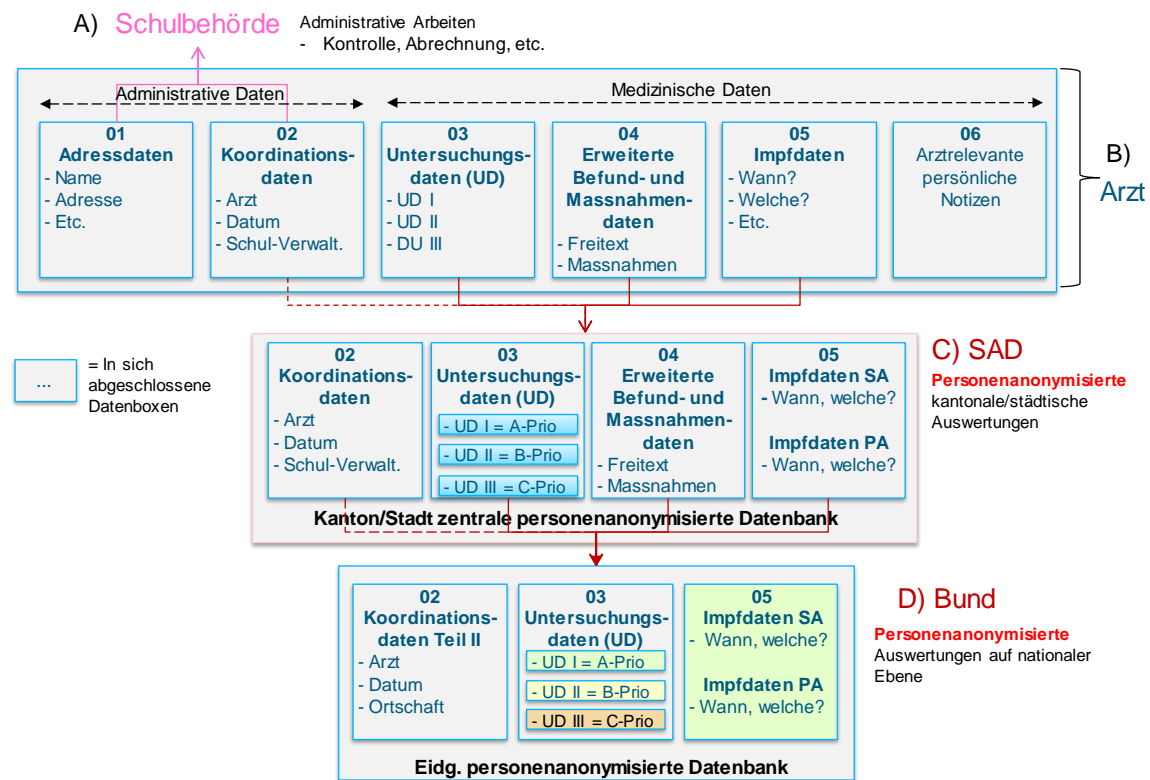 A) Schulbehörde
Administrative Arbeiten
- Kontrolle, Abrechnung, etc.
Administrative Daten
Medizinische Daten
01
Adressdaten
- Name
- Adresse
- Etc.
02
Koordinations-
daten
- Arzt
- Datum
- Schul-Verwalt.
03
Untersuchungs-
daten (UD)
- UD I
- UD II
- DU III
04
Erweiterte
Befund- und
Massnahmen-
daten
- Freitext
- Massnahmen
05
Impfdaten
- Wann?
- Welche?
- Etc.
06
Arztrelevante
persönliche
Notizen
B)
Arzt
...
= In sich
abgeschlossene
Datenboxen
02
Koordinations-
daten
- Arzt
- Datum
- Schul-Verwalt.
03
Untersuchungs-
daten (UD)
- UD I = A-Prio
- UD II = B-Prio
- UD III = C-Prio
04
Erweiterte
Befund- und
Massnahmen-
daten
- Freitext
- Massnahmen
05
Impfdaten SA
- Wann, welche?
Impfdaten PA
- Wann, welche?
Kanton/Stadt zentrale personenanonymisierte Datenbank
C) SAD
Personenanonymisierte
kantonale/städtische
Auswertungen
02
Koordinations-
daten Teil II
- Arzt
- Datum
- Ortschaft
03
Untersuchungs-
daten (UD)
- UD I = A-Prio
- UD II = B-Prio
- UD III = C-Prio
05
Impfdaten SA
- Wann, welche?
Impfdaten PA
- Wann, welche?
Eidg. personenanonymisierte Datenbank
D) Bund
Personenanonymisierte
Auswertungen auf nationaler
Ebene